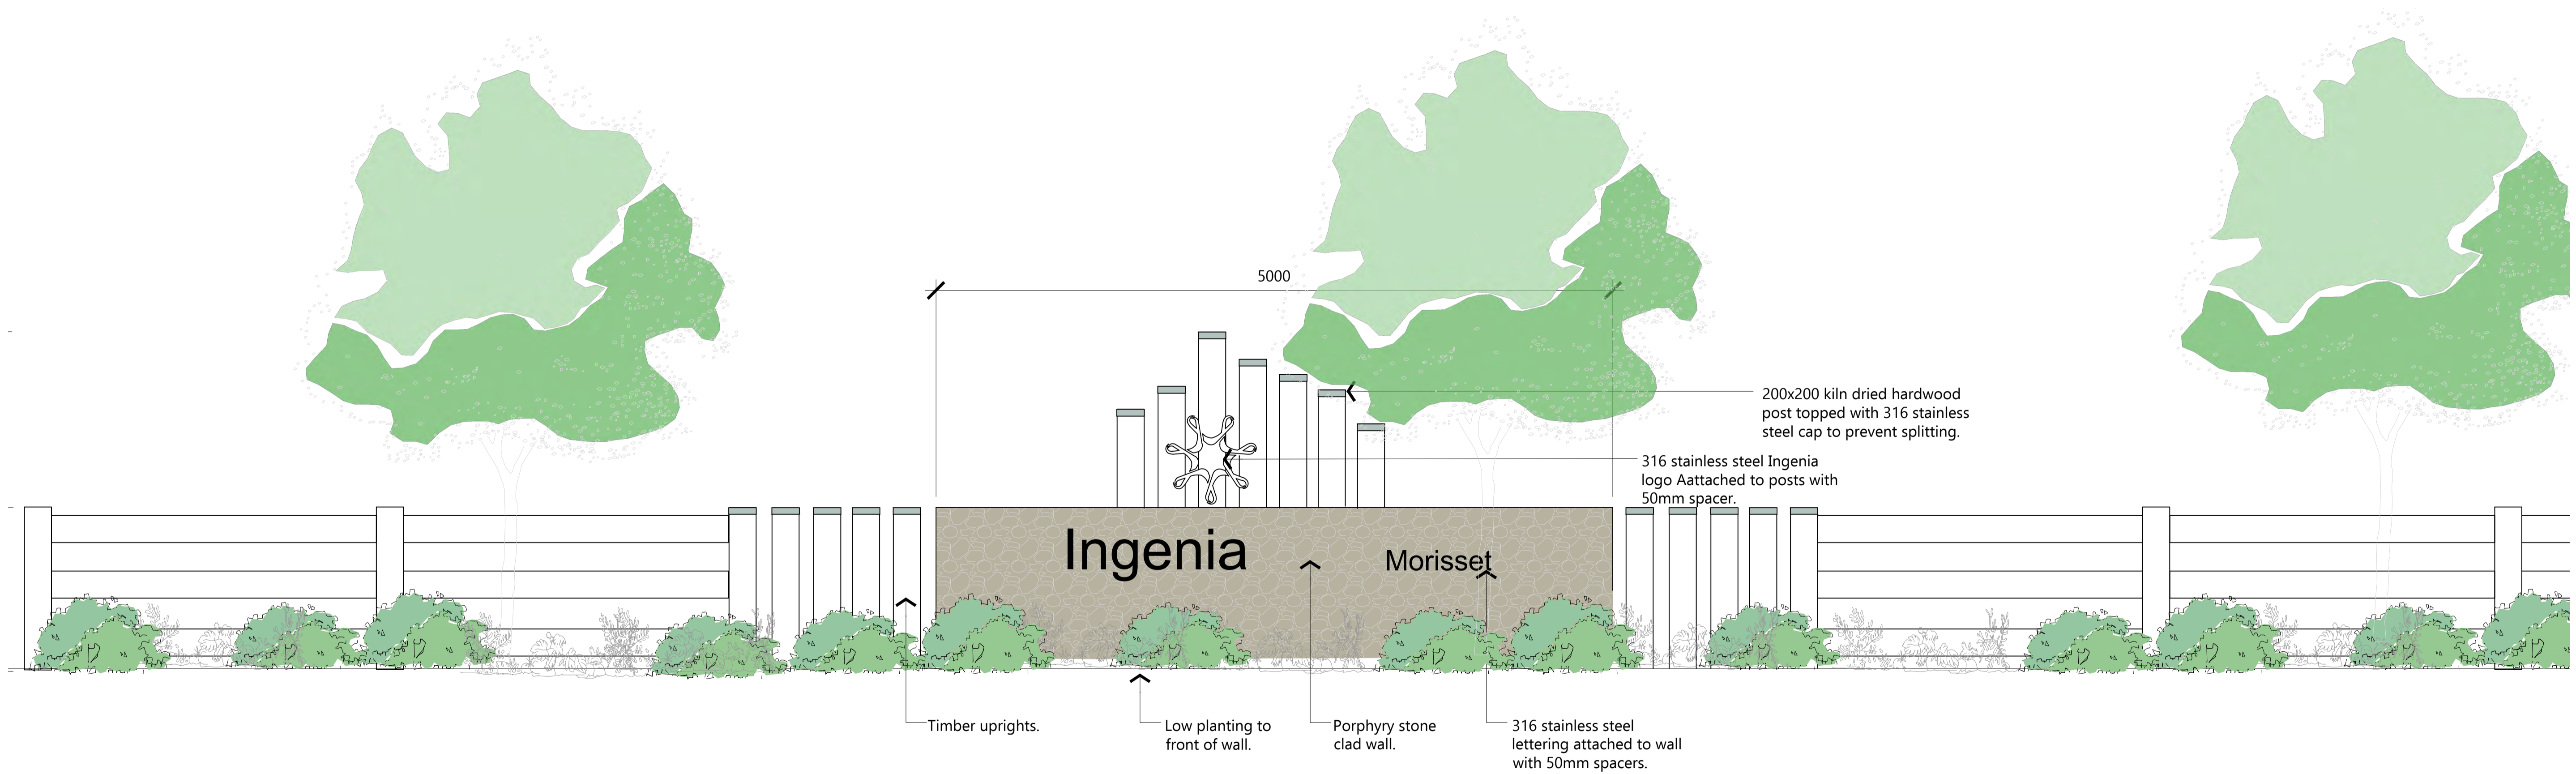 5000
200x200 kiln dried hardwood
post topped with 316 stainless
steel cap to prevent splitting.
316 stainless steel Ingenia
logo Aattached to posts with
50mm spacer.
Ingenia
Morisset
Timber uprights.
Low planting to
front of wall.
Porphyry stone
clad wall.
316 stainless steel
lettering attached to wall
with 50mm spacers.